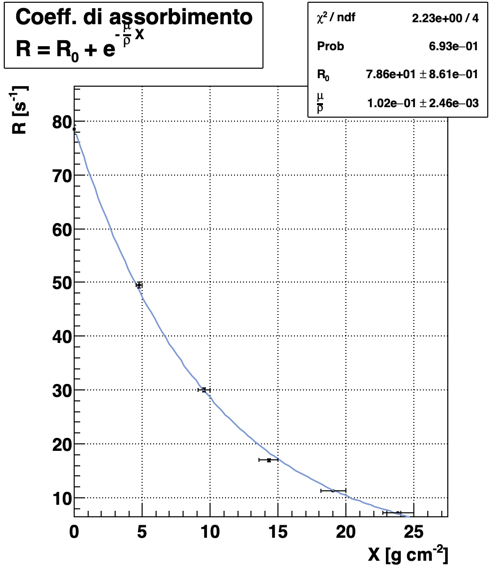 Coeff. di assorbimento
R = R₀ + e^(-μ/ρ X)
χ² / ndf 2.23e+00 / 4
Prob 6.93e−01
R₀ 7.86e+01 ± 8.61e−01
μ/ρ 1.02e−01 ± 2.46e−03
R [s⁻¹]
80
70
60
50
40
30
20
10
0 5 10 15 20 25
X [g cm⁻²]